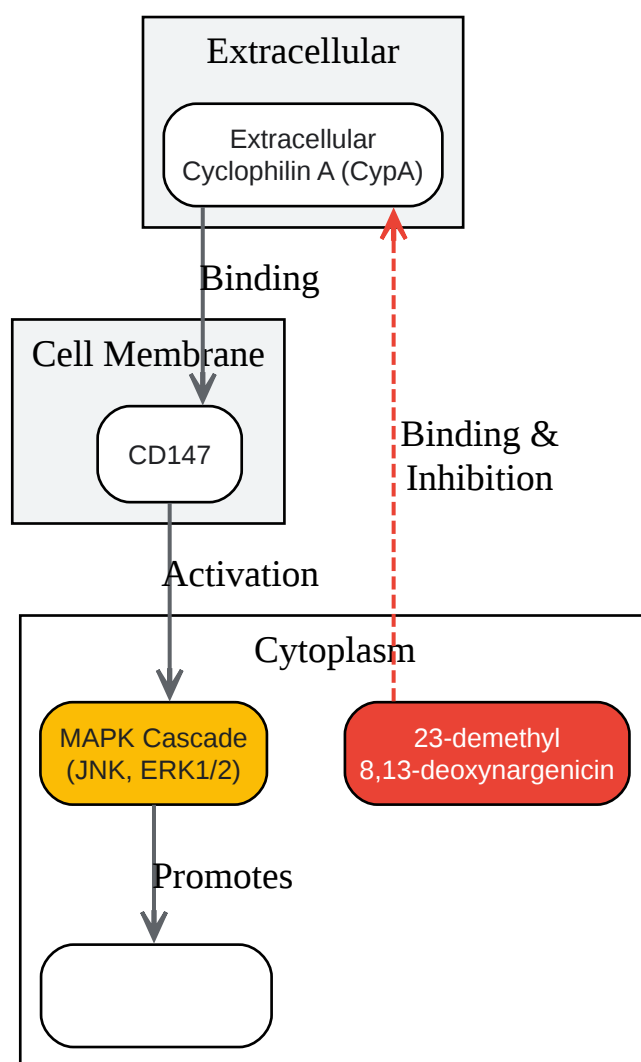 Extracellular
Extracellular
Cyclophilin A (CypA)
Binding
Cell Membrane
CD147
Binding &
Inhibition
Activation
Cytoplasm
MAPK Cascade
(JNK, ERK1/2)
23-demethyl
8,13-deoxynargenicin
Promotes